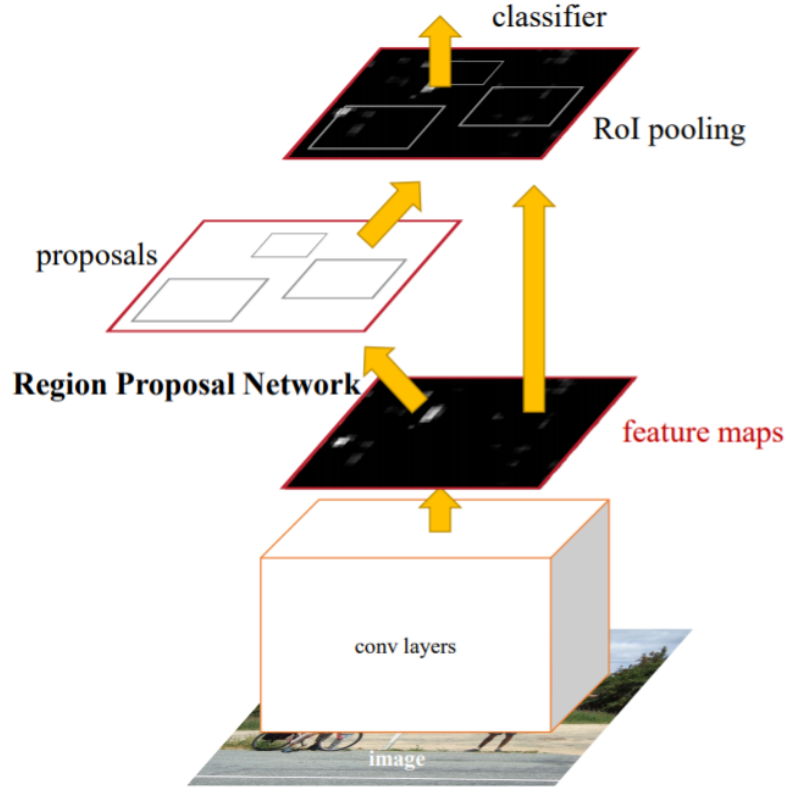 classifier
RoI pooling
proposals
Region Proposal Network
feature maps
conv layers
image